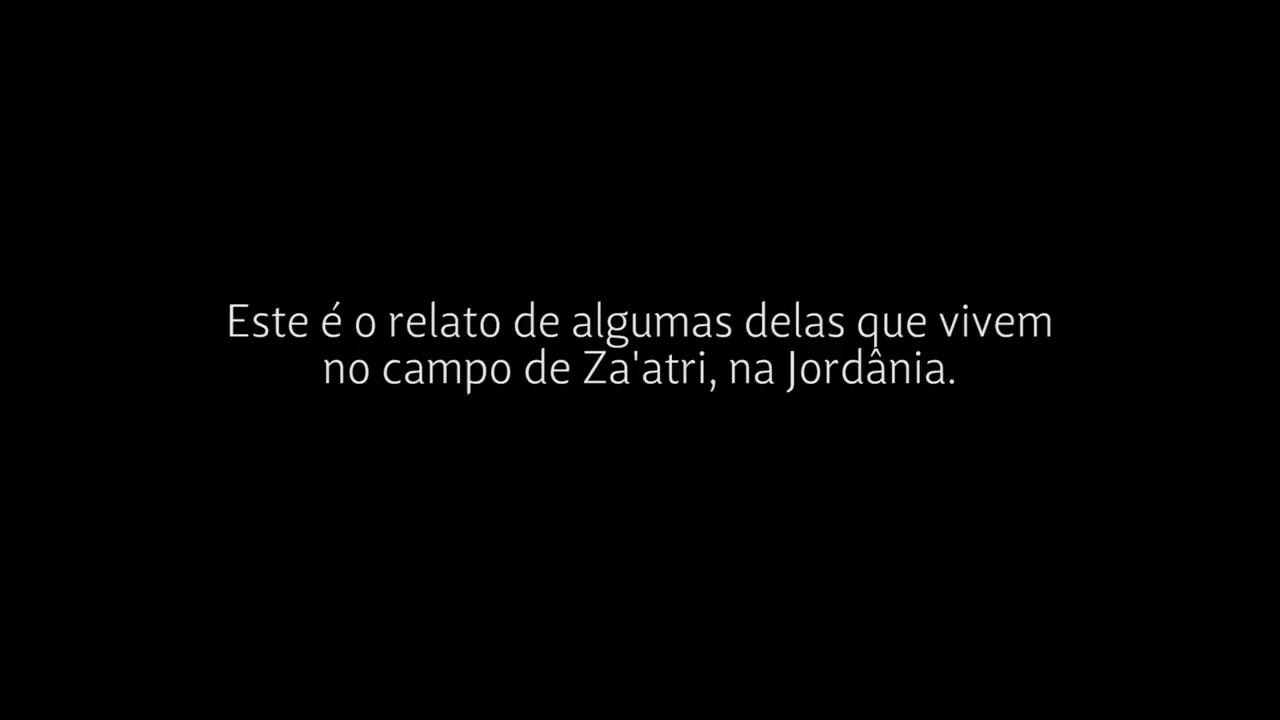 Este é o relato de algumas delas que vivem
no campo de Za'atri, na Jordânia.